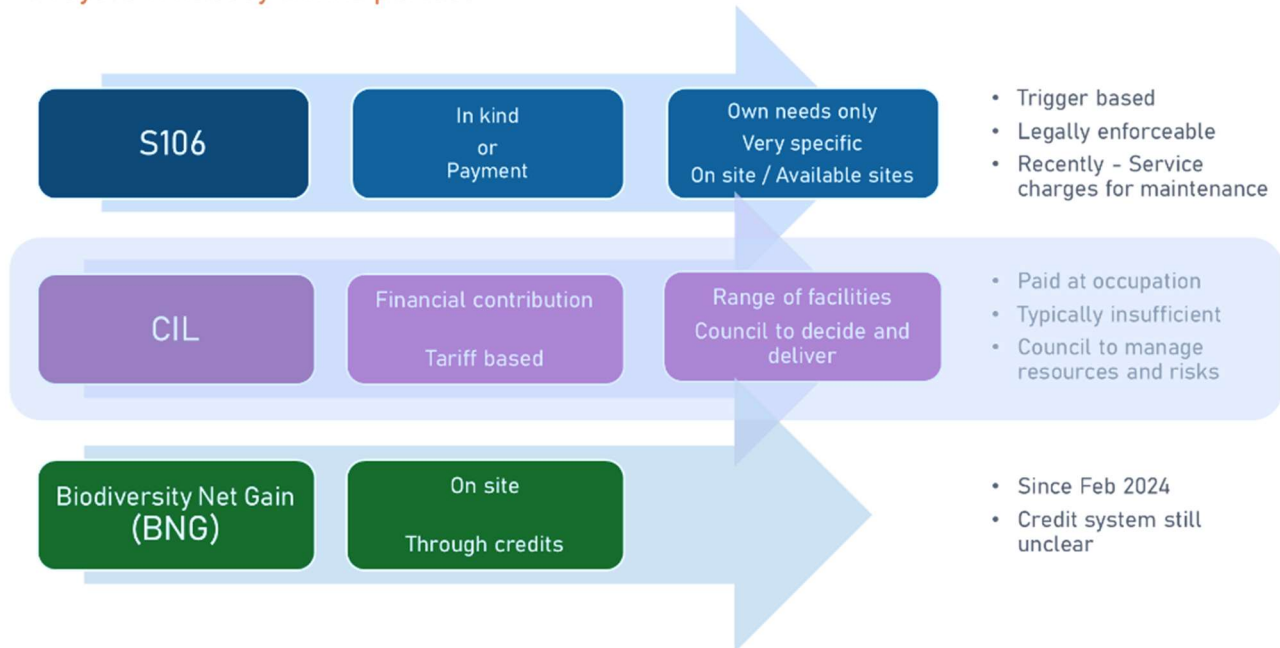 S106
In kind
or
Payment
Own needs only
Very specific
On site / Available sites
• Trigger based
• Legally enforceable
• Recently - Service
charges for maintenance
CIL
Financial contribution
Tariff based
Range of facilities
Council to decide and
deliver
• Paid at occupation
• Typically insufficient
• Council to manage
resources and risks
Biodiversity Net Gain
(BNG)
On site
Through credits
• Since Feb 2024
• Credit system still
unclear